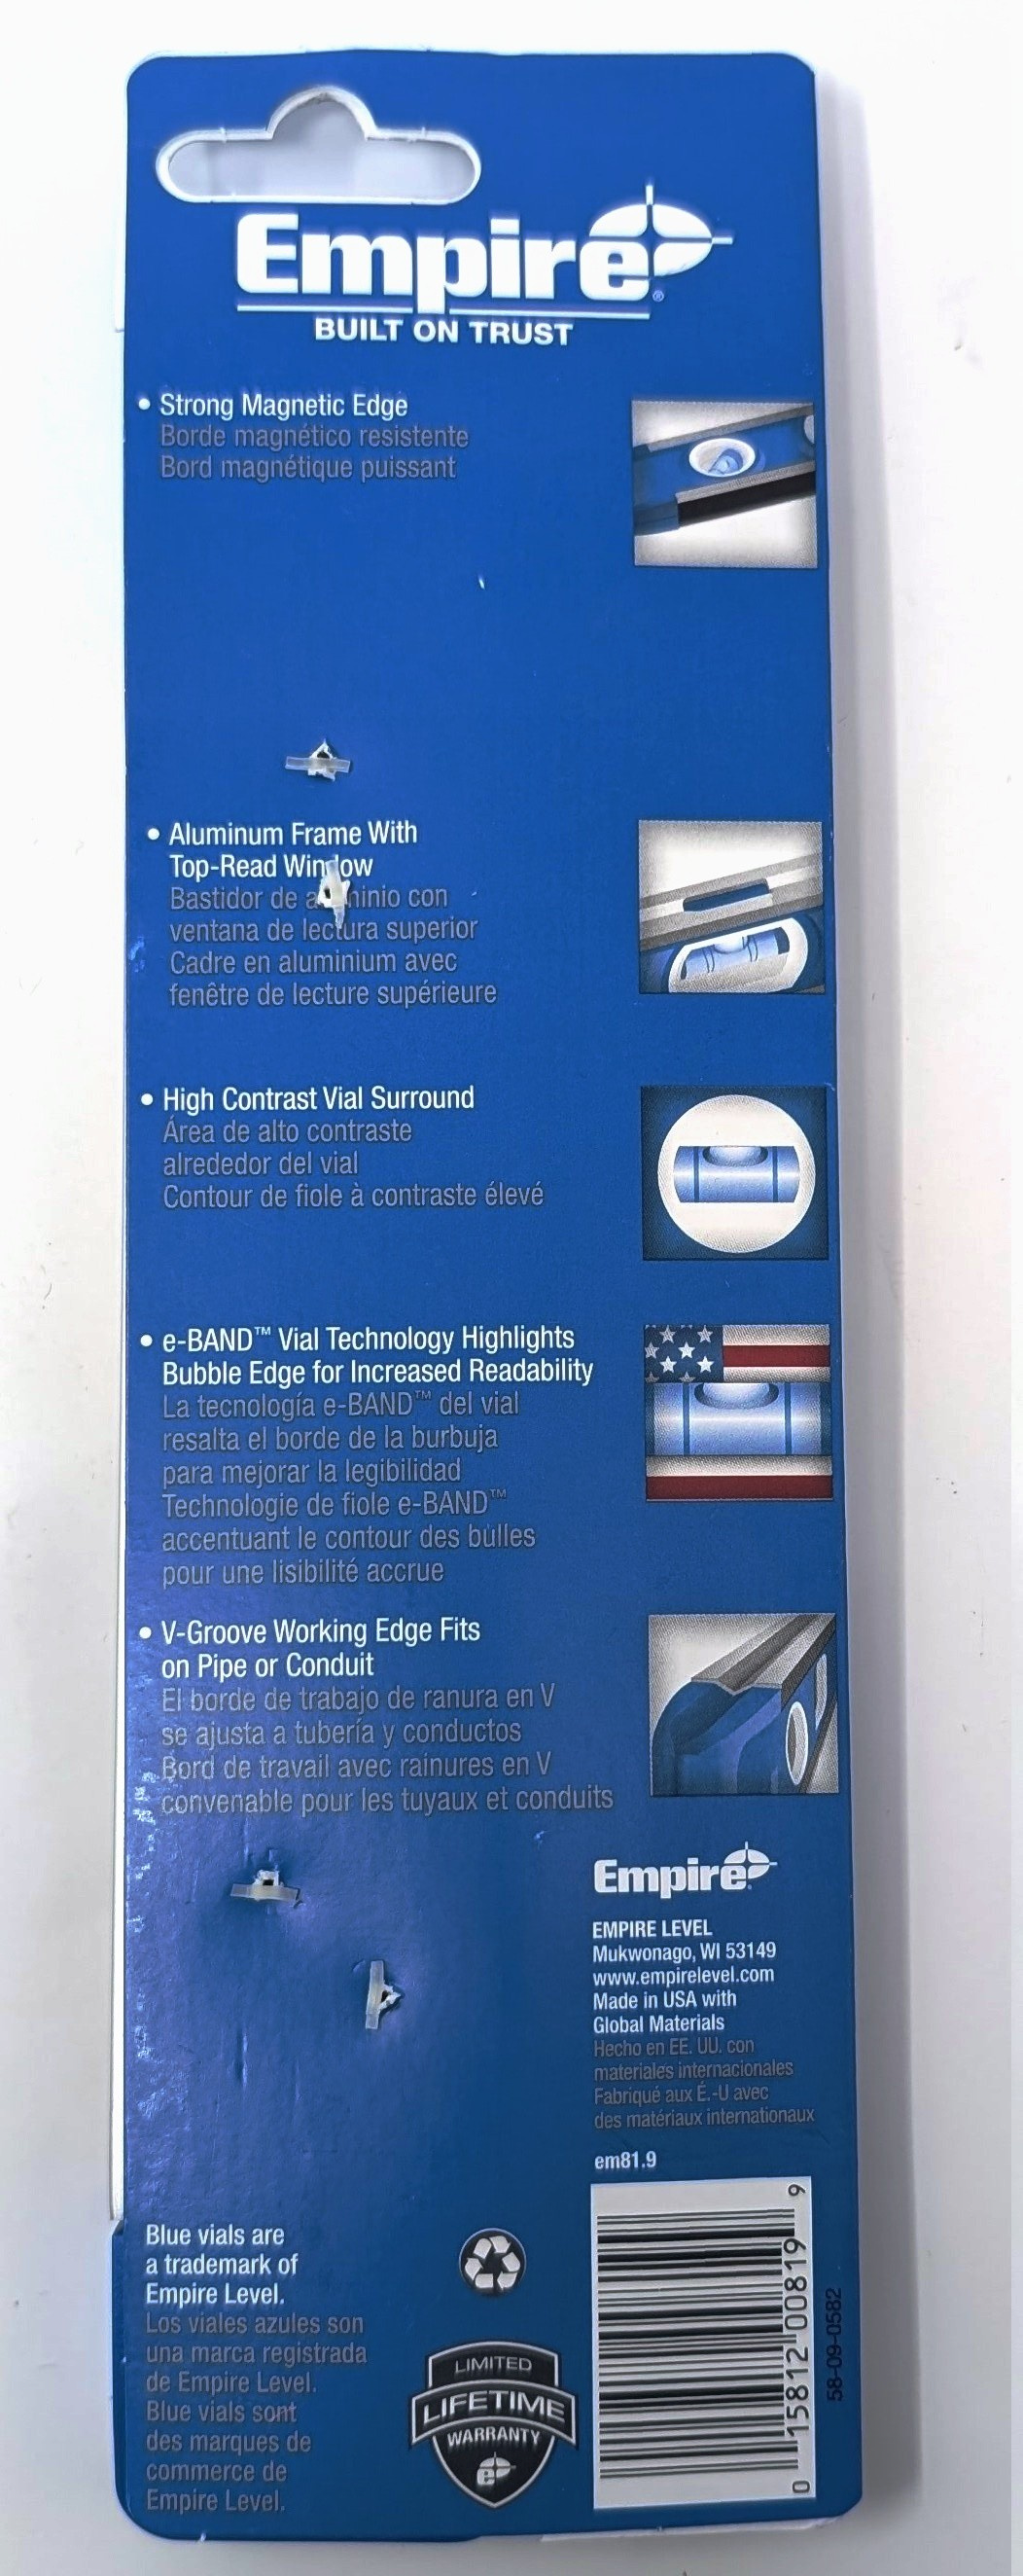 Empire®
BUILT ON TRUST
• Strong Magnetic Edge
Borde magnético resistente
Bord magnétique puissant
• Aluminum Frame With
Top-Read Window
Bastidor de con
ventana de lectura superior
Cadre en aluminium avec
fenêtre de lecture supérieure
• High Contrast Vial Surround
Área de alto contraste
alrededor del vial
Contour de fiole à contraste élevé
• e-BAND™ Vial Technology Highlights
Bubble Edge for Increased Readability
La tecnología e-BAND™ del vial
resalta el borde de la burbuja
para mejorar la legibilidad
Technologie de fiole e-BAND™
accentuant le contour des bulles
pour une lisibilité accrue
• V-Groove Working Edge Fits
on Pipe or Conduit
El borde de trabajo de ranura en V
se ajusta a tubería y conductos
Bord de travail avec rainures en V
convenable pour les tuyaux et conduits
Empire®
EMPIRE LEVEL
Mukwonago, WI 53149
www.empirelevel.com
Made in USA with
Global Materials
Hecho en EE. UU. con
materiales internacionales
Fabriqué aux É.-U avec
des matériaux internationaux
em81.9
0 15812 00819 9
58-09-0582
Blue vials are
a trademark of
Empire Level.
Los viales azules son
una marca registrada
de Empire Level.
Blue vials sont
des marques de
commerce de
Empire Level.
LIMITED
LIFETIME
WARRANTY
e